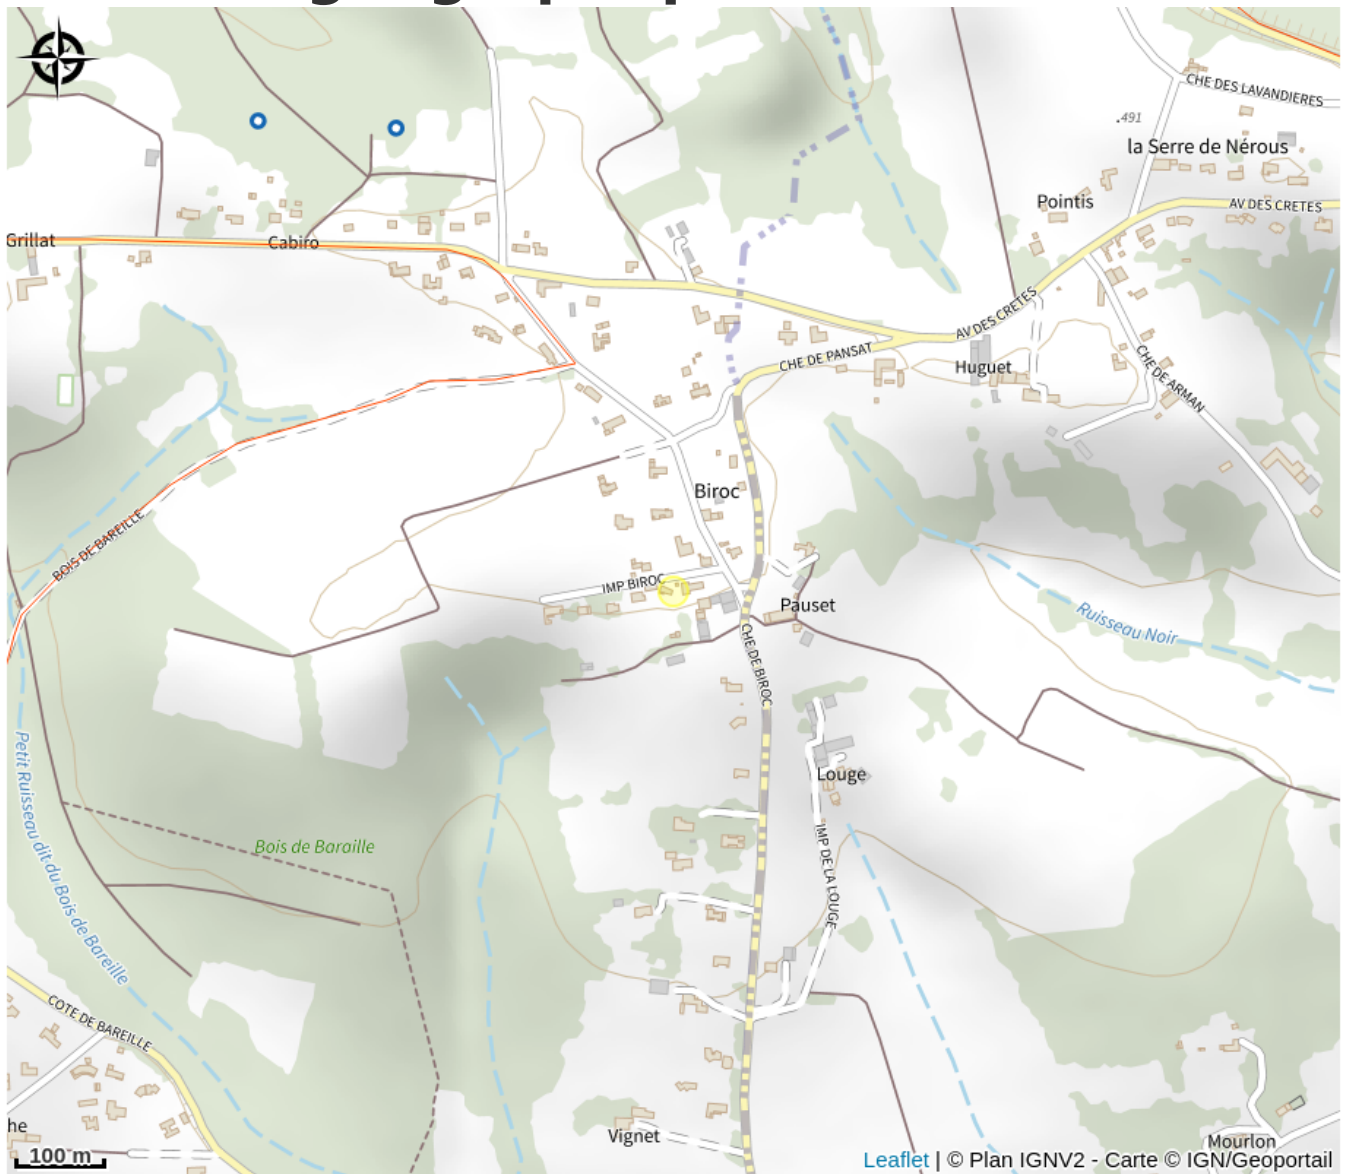 CHE DES LAVANDIERES
.491
la Serre de Nérous
Pointis
AV DES CRETES
Grillat
Cabiro
AV DES CRETES
CHE DE PANSAT
Huguet
CHE DE ARMAN
Biroc
BOIS DE BAREILLE
IMP BIROC
Pauset
Ruisseau Noir
CHE DE BIROC
Petit Ruisseau dit du Bois de Bareille
Louge
Bois de Baraille
IMP DE LA LOUGE
COTE DE BAREILLE
he
Vignet
Mourlon
100 m
Leaflet | © Plan IGNV2 - Carte © IGN/Geoportail